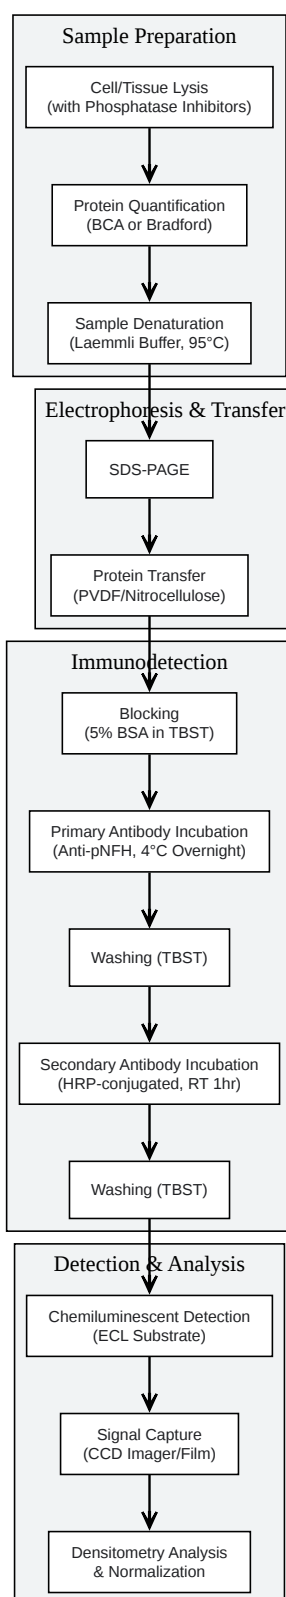 Sample Preparation
Cell/Tissue Lysis
(with Phosphatase Inhibitors)
Protein Quantification
(BCA or Bradford)
Sample Denaturation
(Laemmli Buffer, 95°C)
Electrophoresis & Transfer
SDS-PAGE
Protein Transfer
(PVDF/Nitrocellulose)
Immunodetection
Blocking
(5% BSA in TBST)
Primary Antibody Incubation
(Anti-pNFH, 4°C Overnight)
Washing (TBST)
Secondary Antibody Incubation
(HRP-conjugated, RT 1hr)
Washing (TBST)
Detection & Analysis
Chemiluminescent Detection
(ECL Substrate)
Signal Capture
(CCD Imager/Film)
Densitometry Analysis
& Normalization